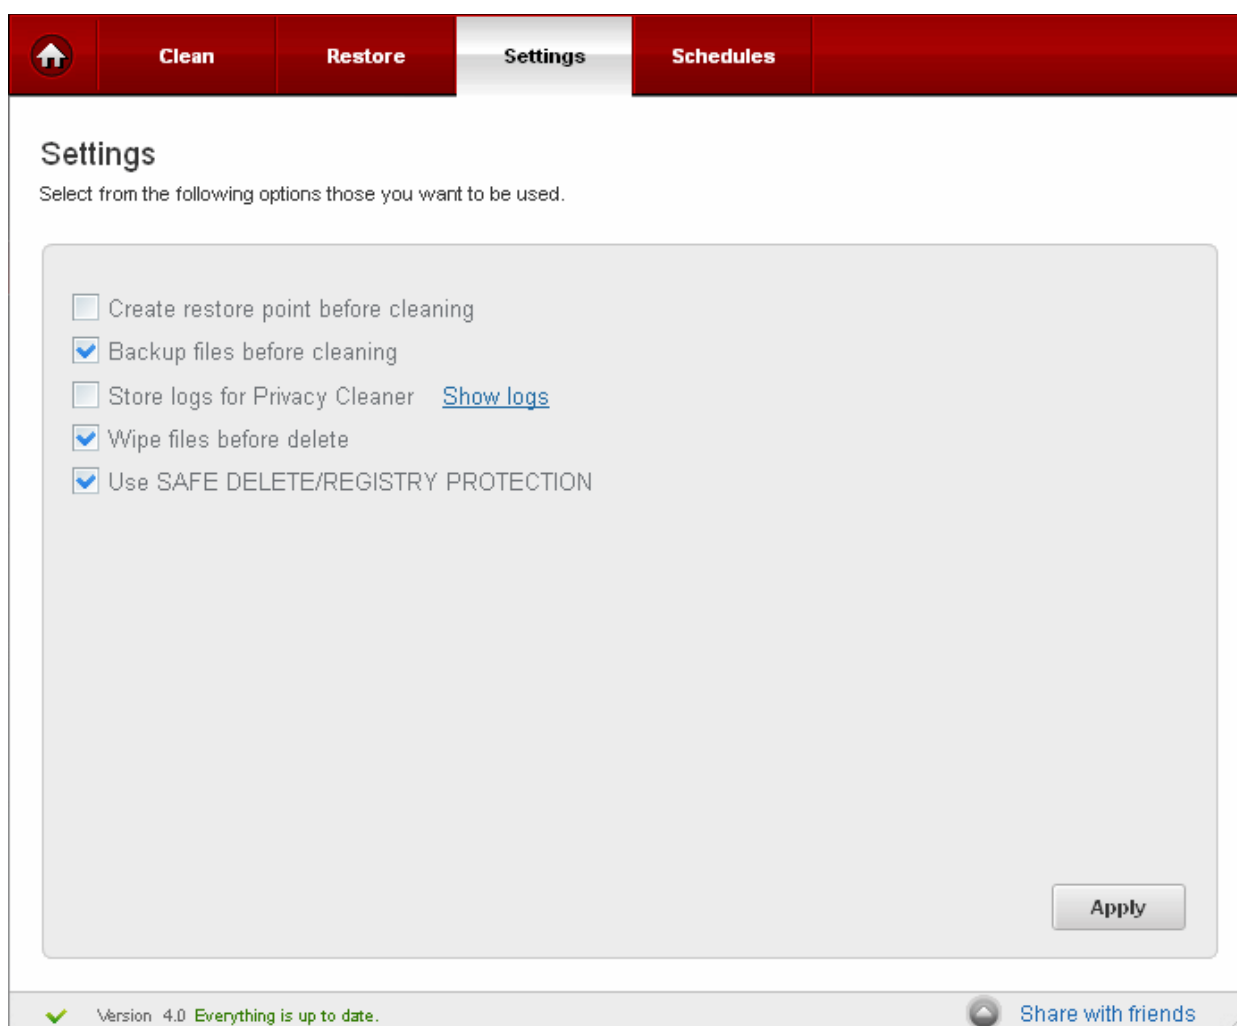 Clean Restore Settings Schedules
Settings
Select from the following options those you want to be used.
Create restore point before cleaning
Backup files before cleaning
Store logs for Privacy Cleaner Show logs
Wipe files before delete
Use SAFE DELETE/REGISTRY PROTECTION
Apply
Version 4.0 Everything is up to date. Share with friends